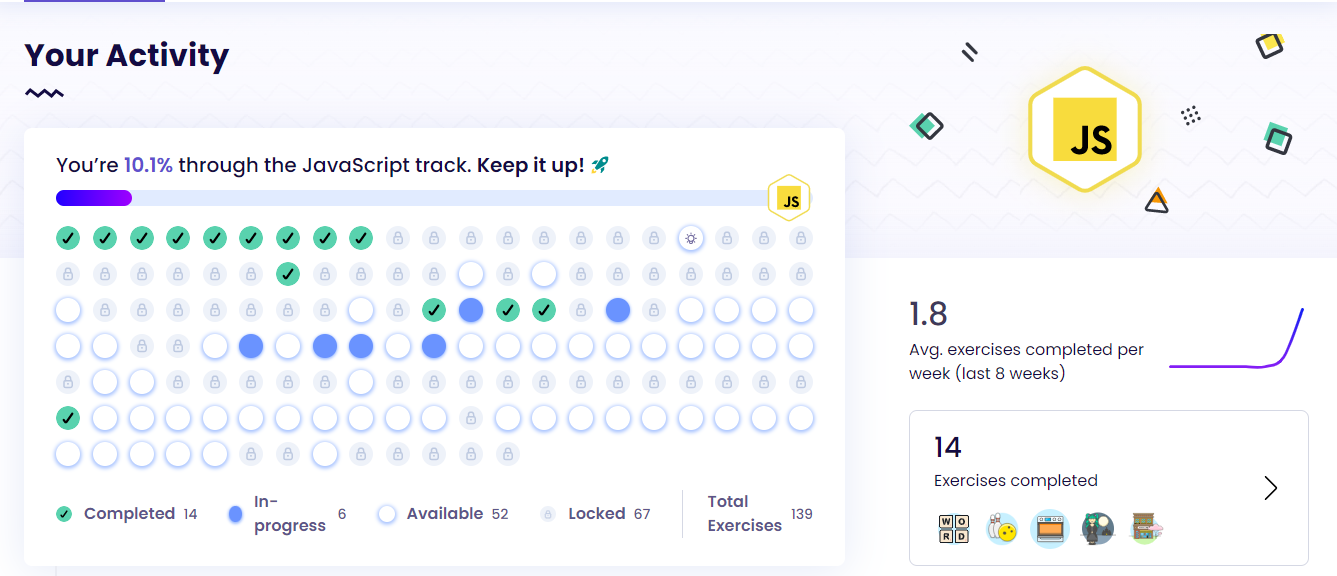 Your Activity
JS
You’re 10.1% through the JavaScript track. Keep it up!
JS
1.8
Avg. exercises completed per
week (last 8 weeks)
14
Exercises completed
W O
R D
Completed 14
In-
progress 6
Available 52
Locked 67
Total
Exercises 139